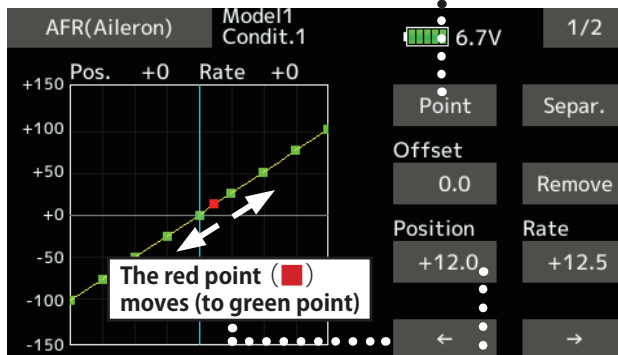 AFR(Aileron)
Model1
Condit.1
6.7V
1/2
Pos. +0 Rate +0
+150
+100
+50
+0
-50
-100
-150
Point
Separ.
Offset
0.0
Remove
Position
Rate
+12.0
+12.5
←
→
The red point (■)
moves (to green point)